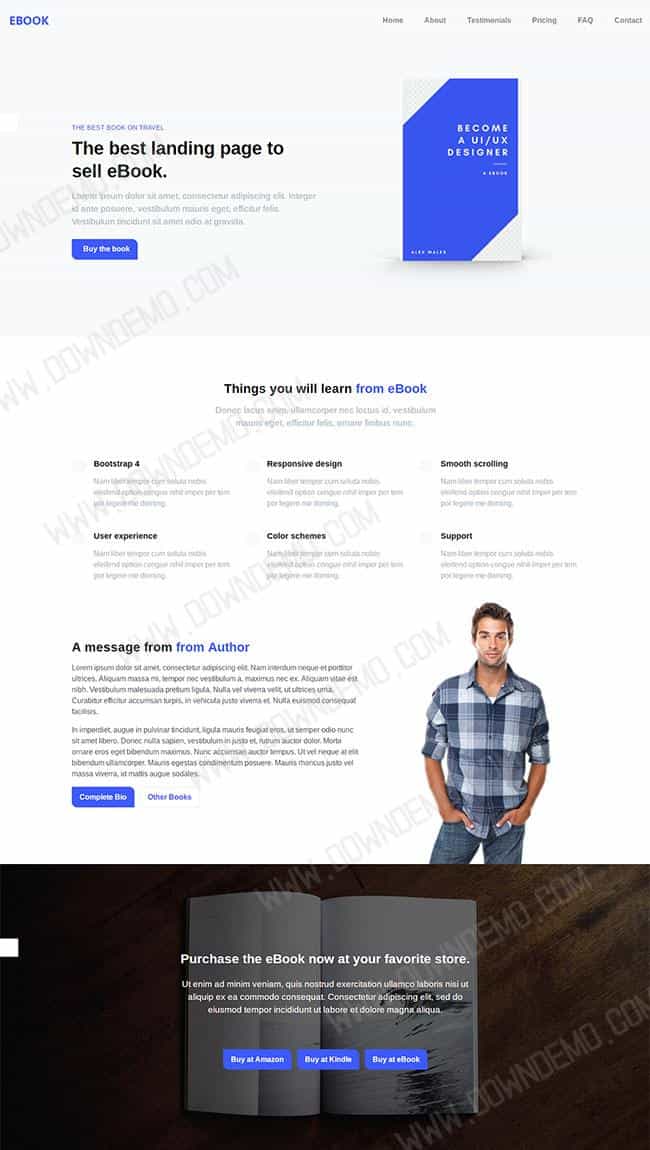 EBOOK
Home About Testimonials Pricing FAQ Contact
THE BEST BOOK ON TRAVEL
The best landing page to
sell eBook.
Lorem ipsum dolor sit amet, consectetur adipiscing elis. Integer
id ante posuere, vestibulum mauris eget, efficitur felis.
Vestibulum tincidunt sit amet odio at gravida.
Buy the book
BECOME
A UI/UX
DESIGNER
A EBOOK
ALEX WALES
Things you will learn from eBook
Donec lacus enim, ullamcorper nec lectus id, vestibulum
mauris eget, efficitur felis, ornare finibus nunc.
Bootstrap 4
Nam liber tempor cum soluta nobis
eleifend option congue nihil imper per tem
por legere me doming.
Responsive design
Nam liber tempor cum soluta nobis
eleifend option congue nihil imper per tem
por legere me doming.
Smooth scrolling
Nam liber tempor cum soluta nobis
eleifend option congue nihil imper per tem
por legere me doming.
User experience
Nam liber tempor cum soluta nobis
eleifend option congue nihil imper per tem
por legere me doming.
Color schemes
Nam liber tempor cum soluta nobis
eleifend option congue nihil imper per tem
por legere me doming.
Support
Nam liber tempor cum soluta nobis
eleifend option congue nihil imper per tem
por legere me doming.
A message from from Author
Lorem ipsum dolor sit amet, consectetur adipiscing elit. Nam interdum neque et porttitor
ultrices. Aliquam massa mi, tempor nec vestibulum a, maximus nec ex. Aliquam vitae est
nibh. Vestibulum malesuada pretium ligula. Nulla vel viverra velit, ut ultrices urna.
Curabitur efficitur accumsan turpis, in vehicula justo viverra et. Nulla euismod consequat
facilisis.
In imperdiet, augue in pulvinar tincidunt, ligula mauris feugiat eros, ut semper odio nunc
sit amet libero. Donec nulla sapien, vestibulum in justo et, rutrum auctor dolor. Morbi
ornare eros eget bibendum maximus. Nunc accumsan auctor tempus. Ut vel neque at elit
bibendum ullamcorper. Mauris egestas condimentum posuere. Mauris rhoncus justo vel
massa viverra, id mattis augue sodales.
Complete Bio Other Books
Purchase the eBook now at your favorite store.
Ut enim ad minim veniam, quis nostrud exercitation ullamco laboris nisi ut
aliquip ex ea commodo consequat. Consectetur adipiscing elit, sed do
eiusmod tempor incididunt ut labore et dolore magna aliqua.
Buy at Amazon Buy at Kindle Buy at eBook
WWW.DOWNDEMO.COM